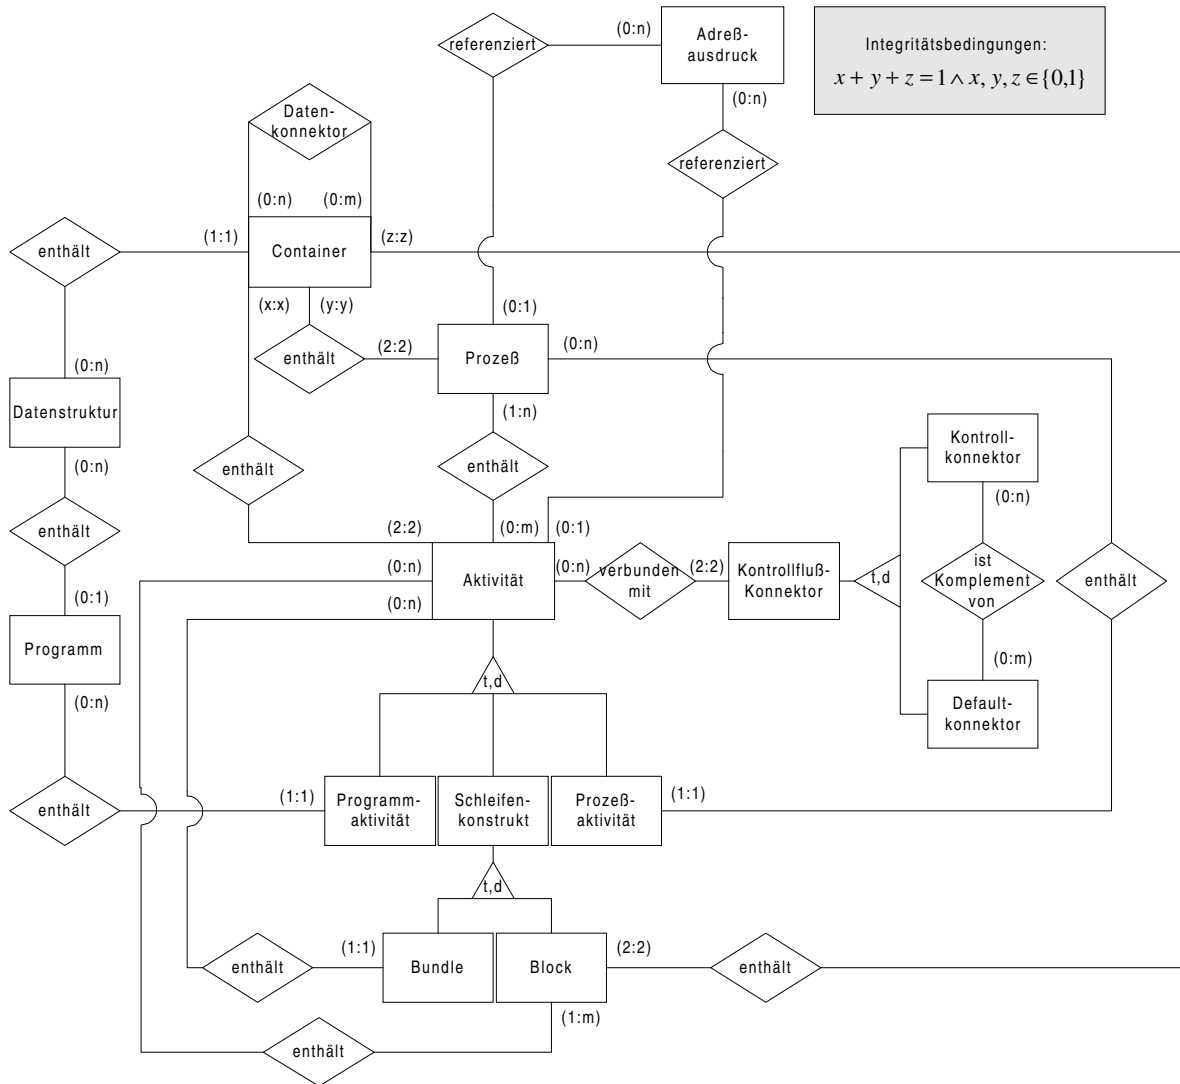 referenziert
(0:n)
Adreß-
ausdruck
Integritätsbedingungen:
x + y + z = 1 ∧ x, y, z ∈ {0,1}
(0:n)
Daten-
konnektor
referenziert
(0:n)
(0:m)
enthält
(1:1)
Container
(z:z)
(x:x)
(y:y)
(0:1)
enthält
(2:2)
Prozeß
(0:n)
(0:n)
Datenstruktur
(1:n)
(0:n)
Kontroll-
konnektor
enthält
enthält
(0:n)
enthält
(2:2)
(0:m)
(0:1)
(0:n)
Aktivität
(0:n)
verbunden
mit
(2:2)
Kontrollfluß-
Konnektor
t,d
ist
Komplement
von
enthält
(0:1)
(0:n)
Programm
(0:m)
(0:n)
t,d
Default-
konnektor
enthält
(1:1)
Programm-
aktivität
Schleifen-
konstrukt
Prozeß-
aktivität
(1:1)
t,d
enthält
(1:1)
Bundle
Block
(2:2)
enthält
(1:m)
enthält